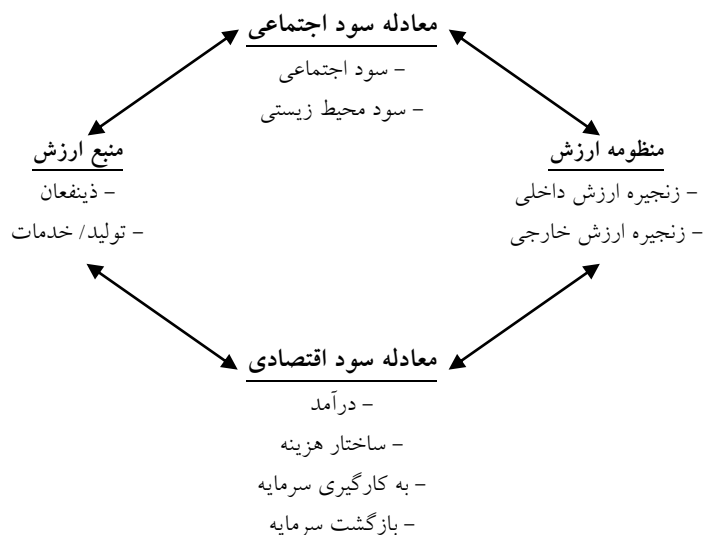 معادله سود اجتماعی
- سود اجتماعی
- سود محیط زیستی
منظومه ارزش
- زنجیره ارزش داخلی
- زنجیره ارزش خارجی
منبع ارزش
- ذینفعان
- تولید/ خدمات
معادله سود اقتصادی
- درآمد
- ساختار هزینه
- به کارگیری سرمایه
- بازگشت سرمایه